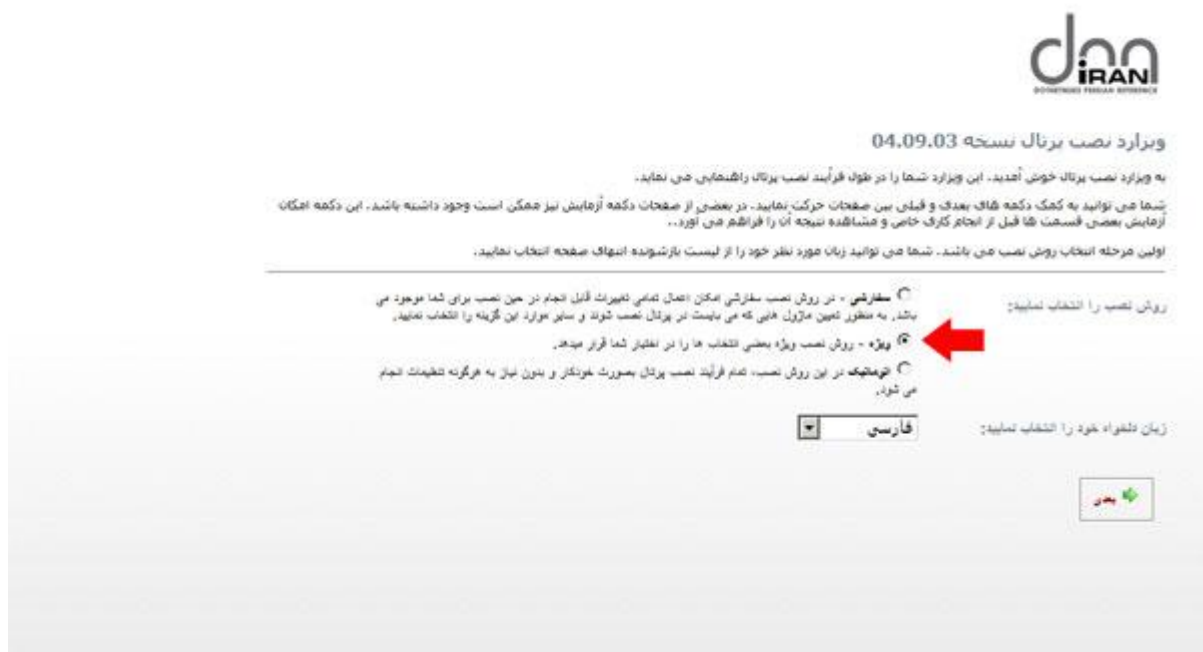 dnn
IRAN
DOTNETNUKE PERSIAN REFERENCE
ویزارد نصب پرتال نسخه 04.09.03
به ویزارد نصب پرتال خوش آمدید. این ویزارد شما را در طول فرآیند نصب پرتال راهنمایی می نماید.
شما می توانید به کمک دکمه های بعدی و قبلی بین صفحات حرکت نمایید. در بعضی از صفحات دکمه آزمایش نیز ممکن است وجود داشته باشد. این دکمه امکان
آزمایش بعضی قسمت ها قبل از انجام کاری خاص و مشاهده نتیجه آن را فراهم می آورد..
اولین مرحله انتخاب روش نصب می باشد. شما می توانید زبان مورد نظر خود را از لیست بازشونده انتهای صفحه انتخاب نمایید.
روش نصب را انتخاب نمایید:
سفارشی - در روش نصب سفارشی امکان اعمال تمامی تغییرات قابل انجام در حین نصب برای شما موجود می
باشد. به منظور تعیین ماژول هایی که می بایست در پرتال نصب شوند و سایر موارد این گزینه را انتخاب نمایید.
ویژه - روش نصب ویژه بعضی انتخاب ها را در اختیار شما قرار میدهد.
اتوماتیک در این روش نصب، تمام فرآیند نصب پرتال بصورت خودکار و بدون نیاز به هرگونه تنظیمات انجام
می شود.
زبان دلخواه خود را انتخاب نمایید:
فارسی
بعدی